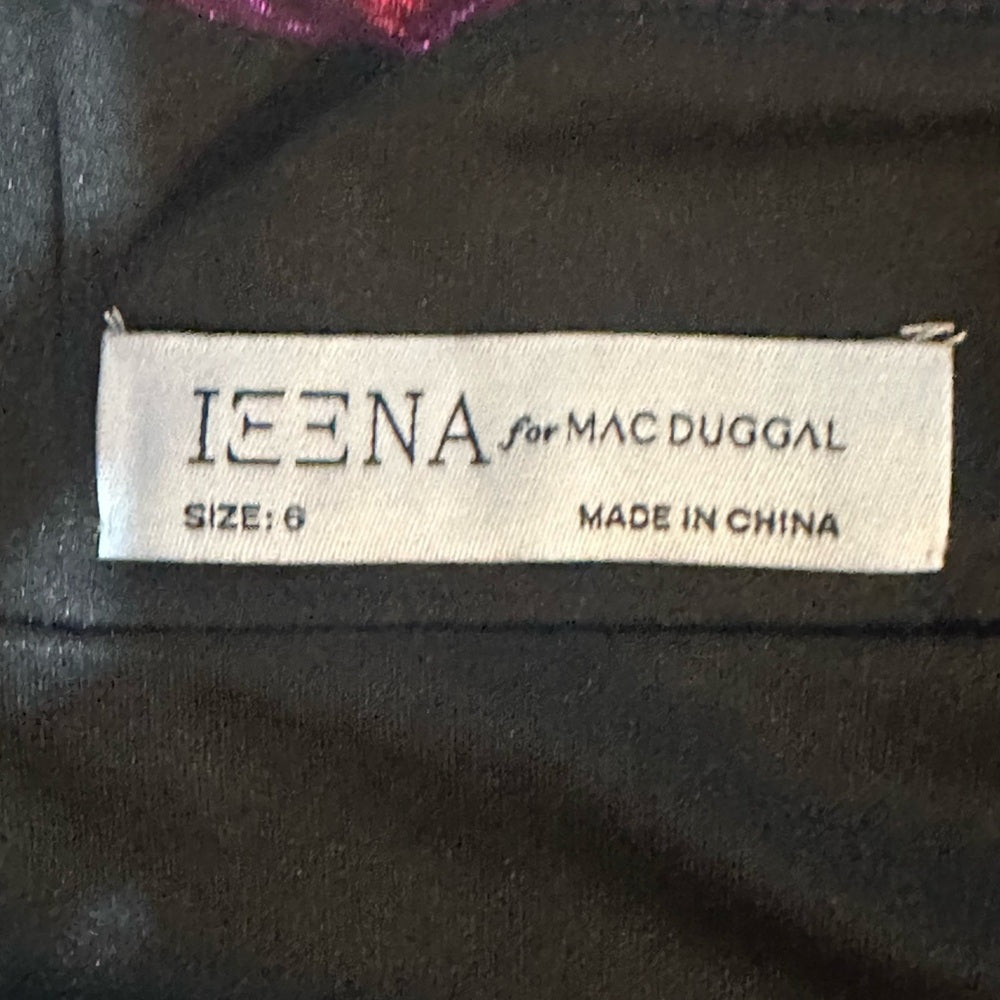 IEENA for MAC DUGGAL
SIZE: 6
MADE IN CHINA